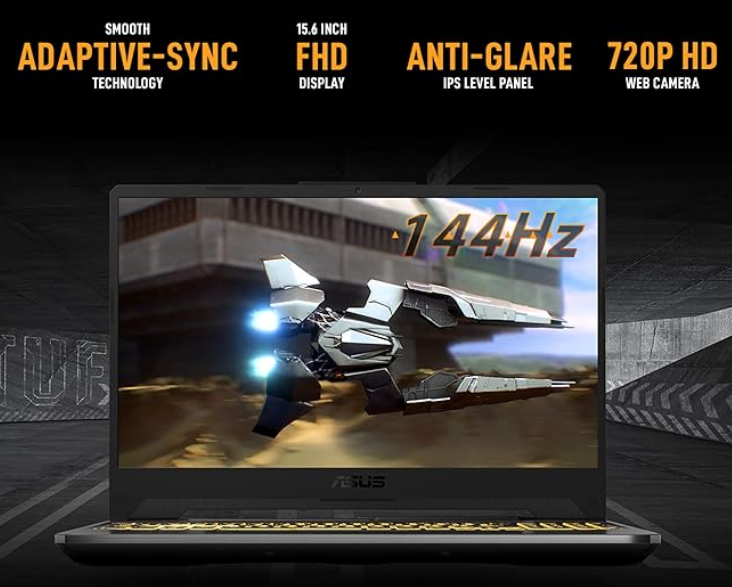 SMOOTH
ADAPTIVE-SYNC
TECHNOLOGY
15.6 INCH
FHD
DISPLAY
ANTI-GLARE
IPS LEVEL PANEL
720P HD
WEB CAMERA
144Hz
TUF
ASUS